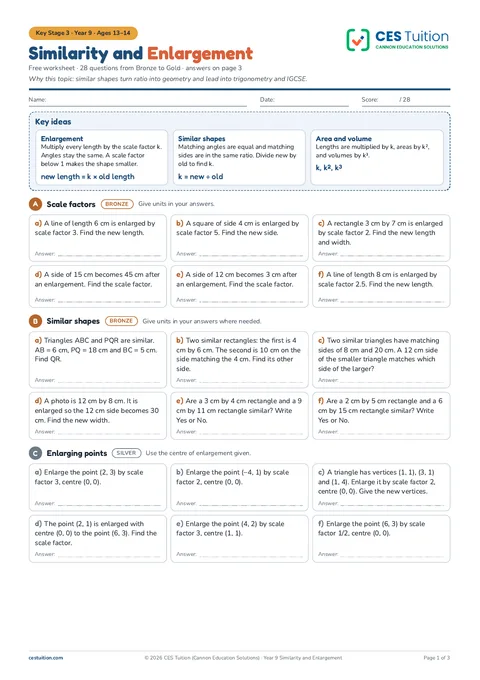 Key Stage 3 · Year 9 · Ages 13–14
CES Tuition
CANNON EDUCATION SOLUTIONS
Similarity and Enlargement
Free worksheet · 28 questions from Bronze to Gold · answers on page 3
Why this topic: similar shapes turn ratio into geometry and lead into trigonometry and IGCSE.
Name:
Date:
Score: / 28
Key ideas
Enlargement
Multiply every length by the scale factor k.
Angles stay the same. A scale factor
below 1 makes the shape smaller.
new length = k × old length
Similar shapes
Matching angles are equal and matching
sides are in the same ratio. Divide new by
old to find k.
k = new ÷ old
Area and volume
Lengths are multiplied by k, areas by k²,
and volumes by k³.
k, k², k³
A Scale factors BRONZE Give units in your answers.
a) A line of length 6 cm is enlarged by
scale factor 3. Find the new length.
Answer:
b) A square of side 4 cm is enlarged by
scale factor 5. Find the new side.
Answer:
c) A rectangle 3 cm by 7 cm is enlarged
by scale factor 2. Find the new length
and width.
Answer:
d) A side of 15 cm becomes 45 cm after
an enlargement. Find the scale factor.
Answer:
e) A side of 12 cm becomes 3 cm after
an enlargement. Find the scale factor.
Answer:
f) A line of length 8 cm is enlarged by
scale factor 2.5. Find the new length.
Answer:
B Similar shapes BRONZE Give units in your answers where needed.
a) Triangles ABC and PQR are similar.
AB = 6 cm, PQ = 18 cm and BC = 5 cm.
Find QR.
Answer:
b) Two similar rectangles: the first is 4
cm by 6 cm. The second is 10 cm on the
side matching the 4 cm. Find its other
side.
Answer:
c) Two similar triangles have matching
sides of 8 cm and 20 cm. A 12 cm side
of the smaller triangle matches which
side of the larger?
Answer:
d) A photo is 12 cm by 8 cm. It is
enlarged so the 12 cm side becomes 30
cm. Find the new width.
Answer:
e) Are a 3 cm by 4 cm rectangle and a 9
cm by 11 cm rectangle similar? Write
Yes or No.
Answer:
f) Are a 2 cm by 5 cm rectangle and a 6
cm by 15 cm rectangle similar? Write
Yes or No.
Answer:
C Enlarging points SILVER Use the centre of enlargement given.
a) Enlarge the point (2, 3) by scale
factor 3, centre (0, 0).
Answer:
b) Enlarge the point (−4, 1) by scale
factor 2, centre (0, 0).
Answer:
c) A triangle has vertices (1, 1), (3, 1)
and (1, 4). Enlarge it by scale factor 2,
centre (0, 0). Give the new vertices.
Answer:
d) The point (2, 1) is enlarged with
centre (0, 0) to the point (6, 3). Find the
scale factor.
Answer:
e) Enlarge the point (4, 2) by scale
factor 3, centre (1, 1).
Answer:
f) Enlarge the point (6, 3) by scale
factor 1/2, centre (0, 0).
Answer:
cestuition.com
© 2026 CES Tuition (Cannon Education Solutions) · Year 9 Similarity and Enlargement
Page 1 of 3